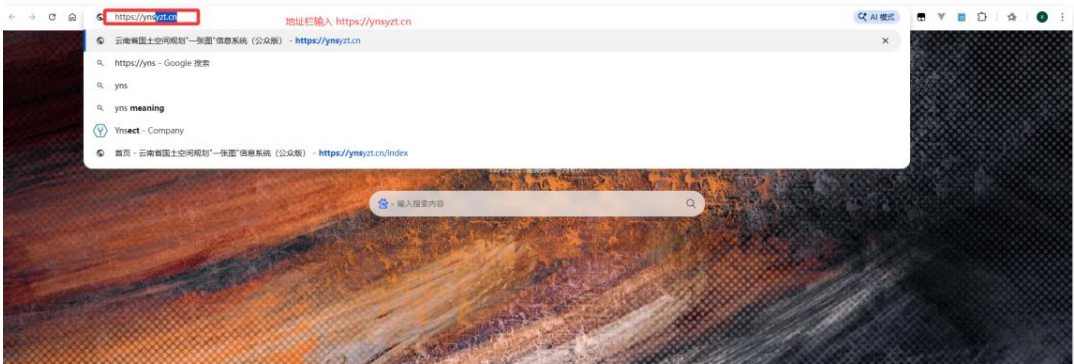 https://ynsyzt.cn
地址栏输入 https://ynsyzt.cn
AI 模式
云南省国土空间规划“一张图”信息系统（公众版） - https://ynsyzt.cn
https://yns - Google 搜索
yns
yns meaning
Ynsect - Company
首页 - 云南省国土空间规划“一张图”信息系统（公众版） - https://ynsyzt.cn/index
输入搜索内容